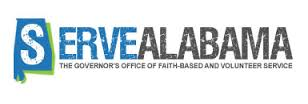 SERVEALABAMA
THE GOVERNOR'S OFFICE OF FAITH-BASED AND VOLUNTEER SERVICE